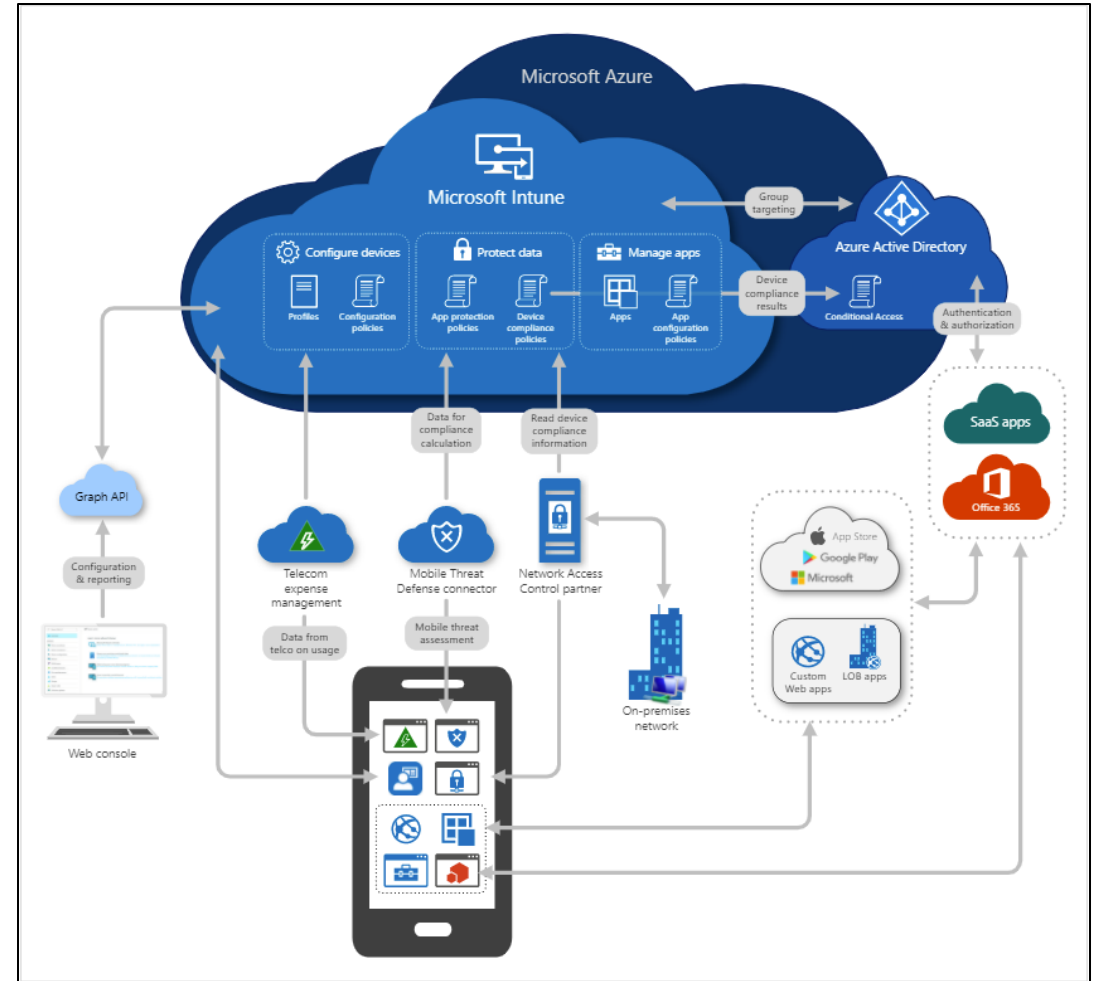 Microsoft Azure
Microsoft Intune
Group
targeting
Azure Active Directory
Configure devices
Protect data
Manage apps
Profiles
Configuration
policies
App protection
policies
Device
compliance
policies
Apps
App
configuration
policies
Device
compliance
results
Conditional Access
Authentication
& authorization
Data for
compliance
calculation
Read device
compliance
information
SaaS apps
Office 365
Graph API
Configuration
& reporting
Telecom
expense
management
Mobile Threat
Defense connector
Network Access
Control partner
App Store
Google Play
Microsoft
Data from
telco on usage
Mobile threat
assessment
Custom
Web apps
LOB apps
On-premises
network
Web console